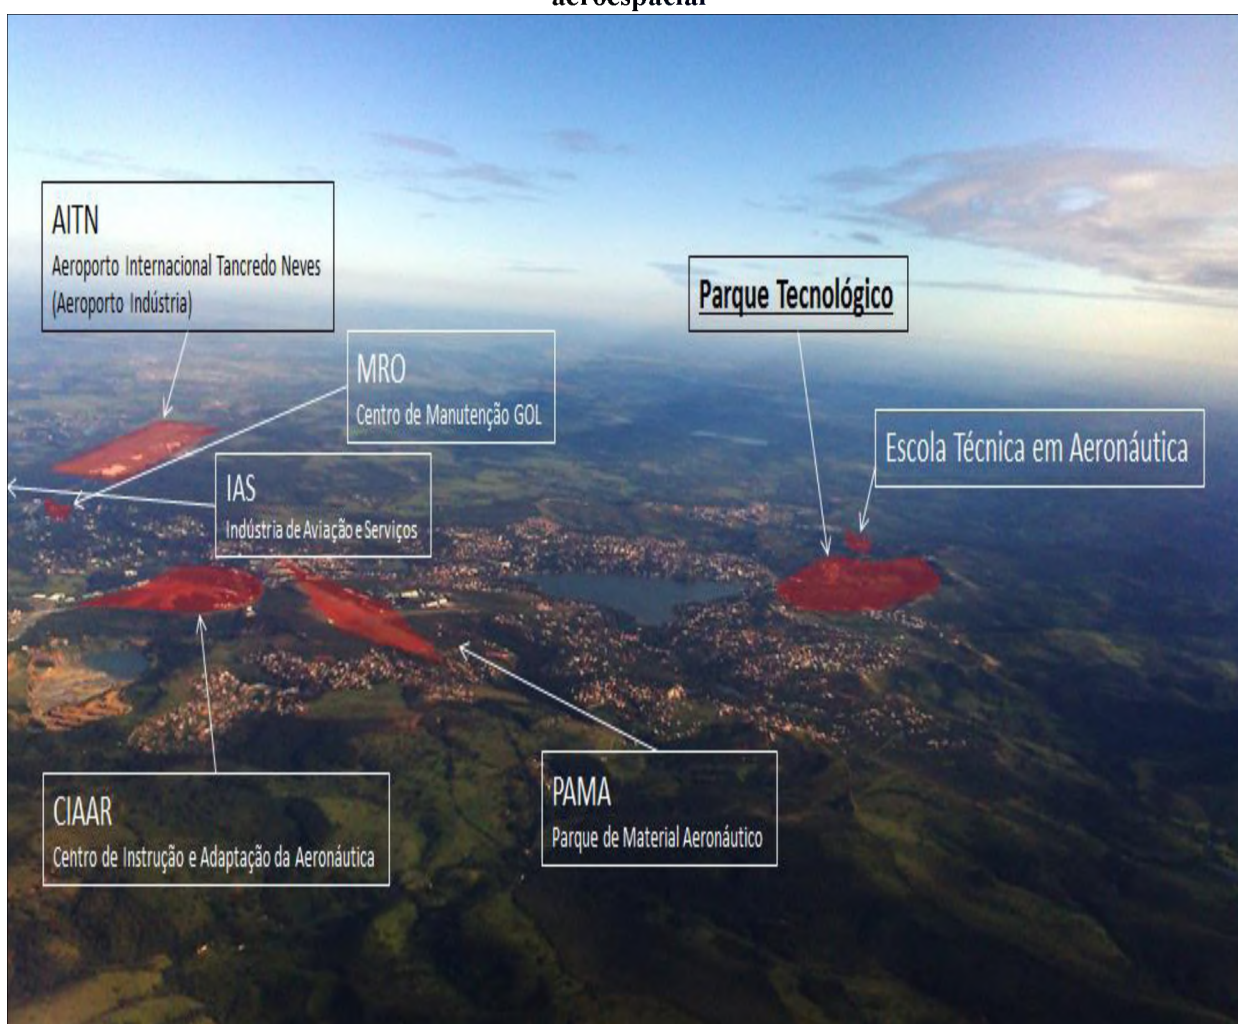 aeroespacial
AITN
Aeroporto Internacional Tancredo Neves
(Aeroporto Indústria)
Parque Tecnológico
MRO
Centro de Manutenção GOL
Escola Técnica em Aeronáutica
IAS
Indústria de Aviação e Serviços
CIAAR
Centro de Instrução e Adaptação da Aeronáutica
PAMA
Parque de Material Aeronáutico